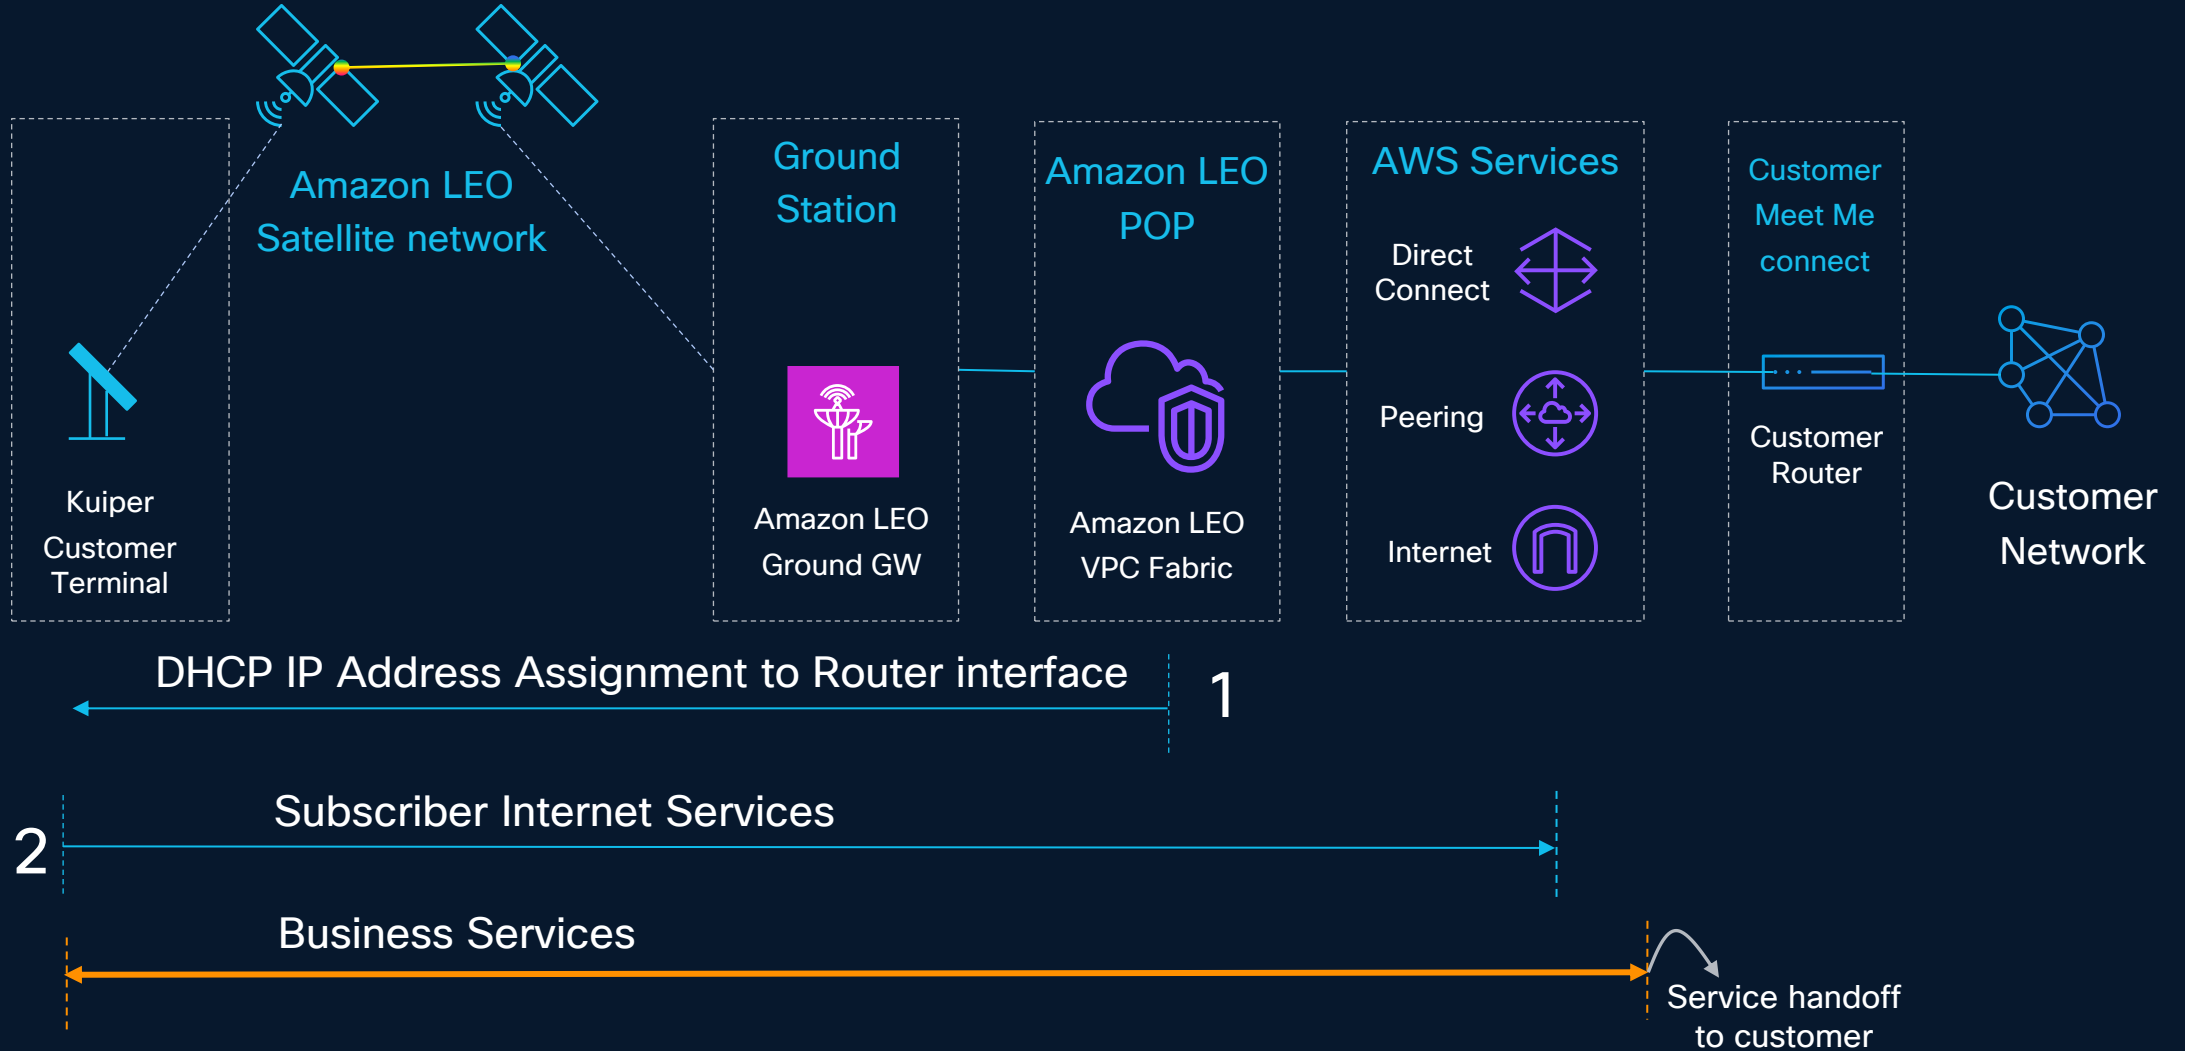 Amazon LEO
Satellite network
Ground
Station
Amazon LEO
POP
AWS Services
Customer
Meet Me
connect
Direct
Connect
Peering
Internet
Kuiper
Customer
Terminal
Amazon LEO
Ground GW
Amazon LEO
VPC Fabric
Customer
Router
Customer
Network
DHCP IP Address Assignment to Router interface
1
Subscriber Internet Services
2
Business Services
Service handoff
to customer